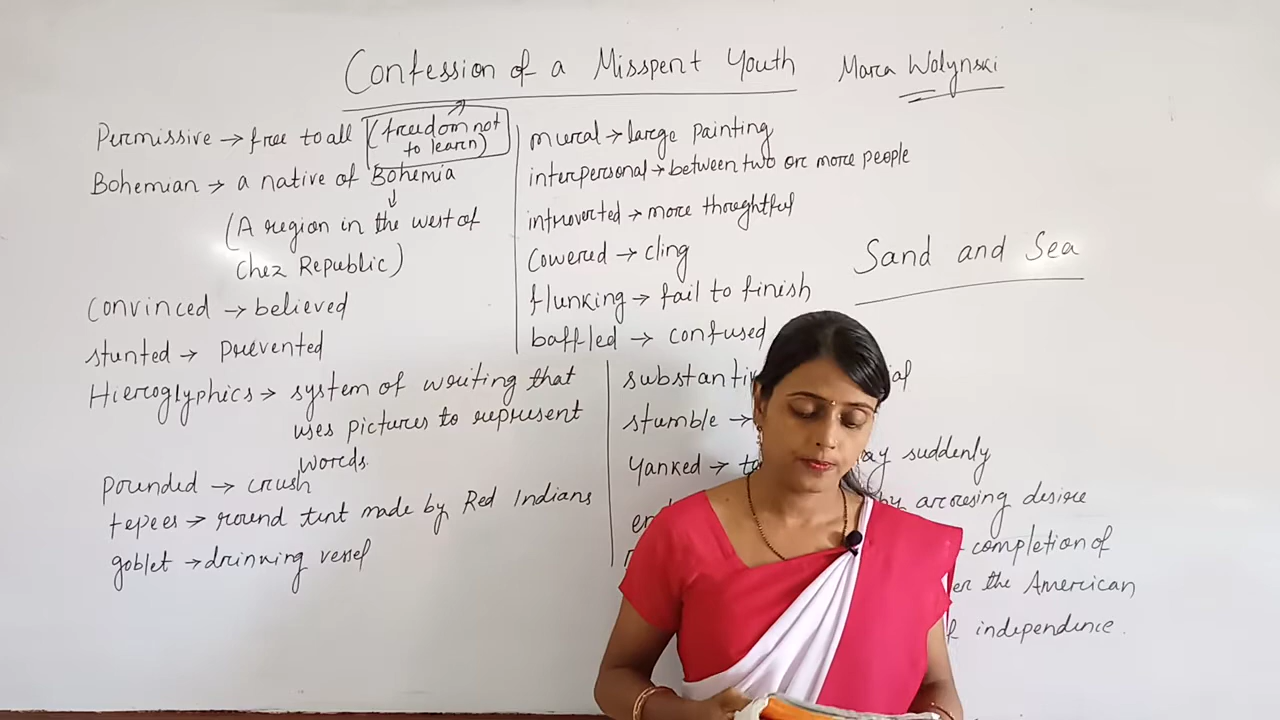 Confession of a Misspent Youth
Mara Wolynski
Permissive → free to all (freedom not
to learn)
Bohemian → a native of Bohemia
(A region in the west of
Chez Republic)
Convinced → believed
stunted → prevented
Hieroglyphics → system of writing that
uses pictures to represent
words.
pounded → crush
tepees → round tent made by Red Indians
goblet → drinking vessel
mural → large painting
interpersonal → between two or more people
introverted → more thoughtful
Cowered → cling
flunking → fail to finish
baffled → confused
Sand and Sea
stumble →
Yanked → suddenly
by arousing desire
completion of
the American
independence.